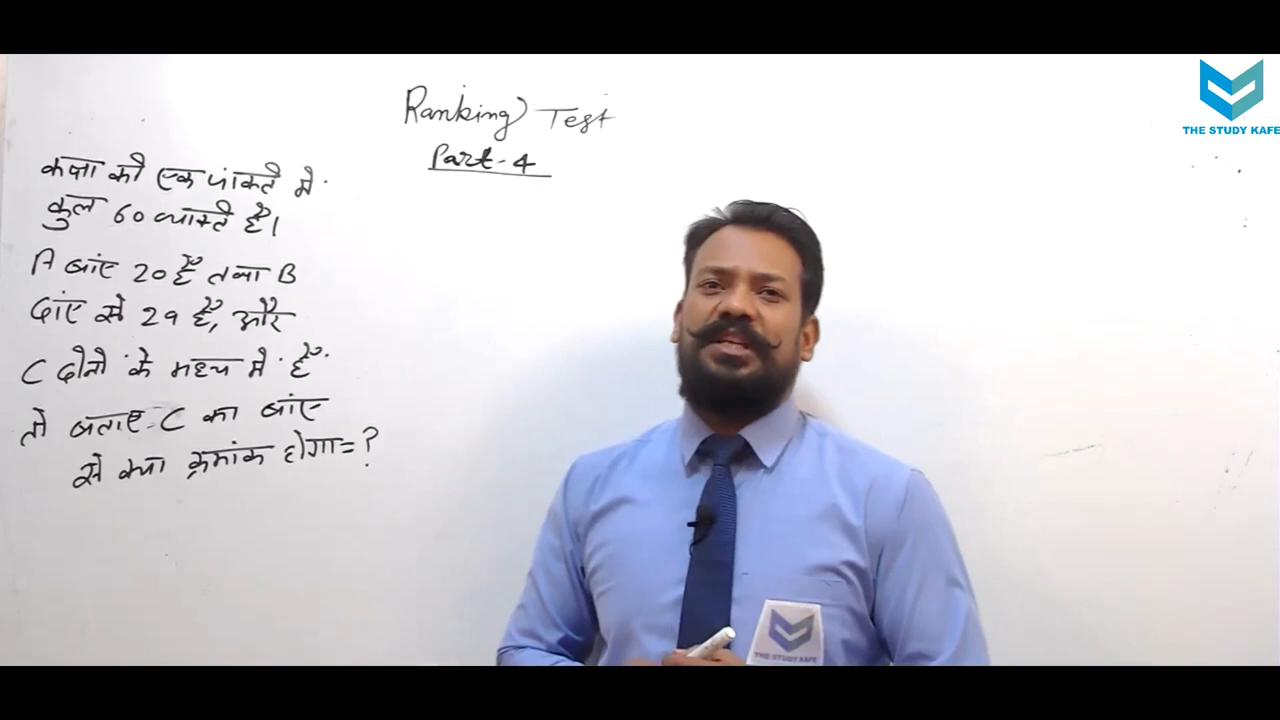 Ranking Test
Part-4
कक्षा की एक पंक्ति में
कुल 60 व्यक्ति है।
A बांए 20 है तथा B
दांए से 29 है, और
C दोनो के मध्य में है
तो बताए C का बांए
से क्या क्रमांक होगा=?
THE STUDY KAFE
THE STUDY KAFE